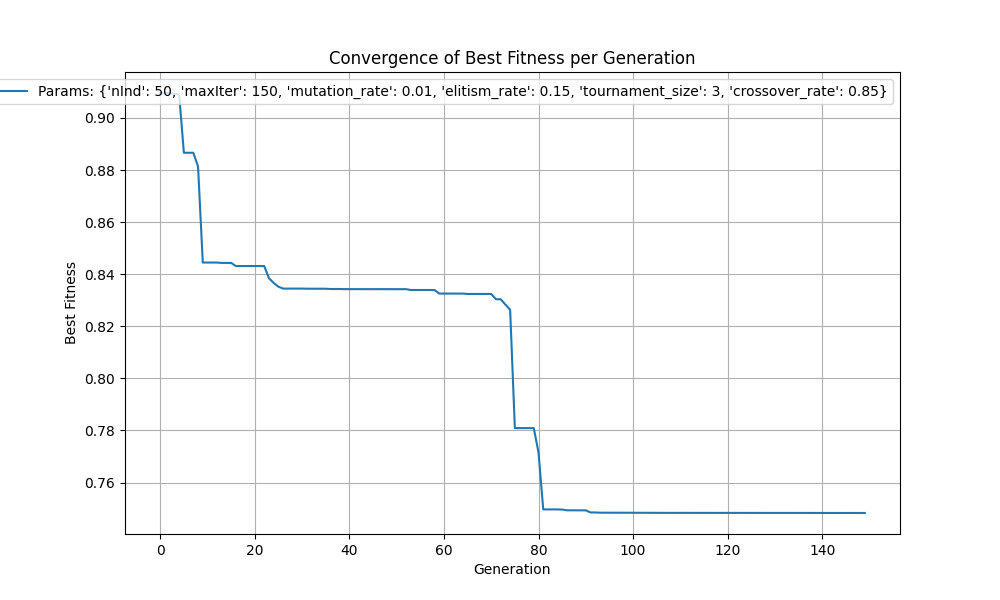 Convergence of Best Fitness per Generation
Params: {'nInd': 50, 'maxIter': 150, 'mutation_rate': 0.01, 'elitism_rate': 0.15, 'tournament_size': 3, 'crossover_rate': 0.85}
Best Fitness
0.90
0.88
0.86
0.84
0.82
0.80
0.78
0.76
0 20 40 60 80 100 120 140
Generation